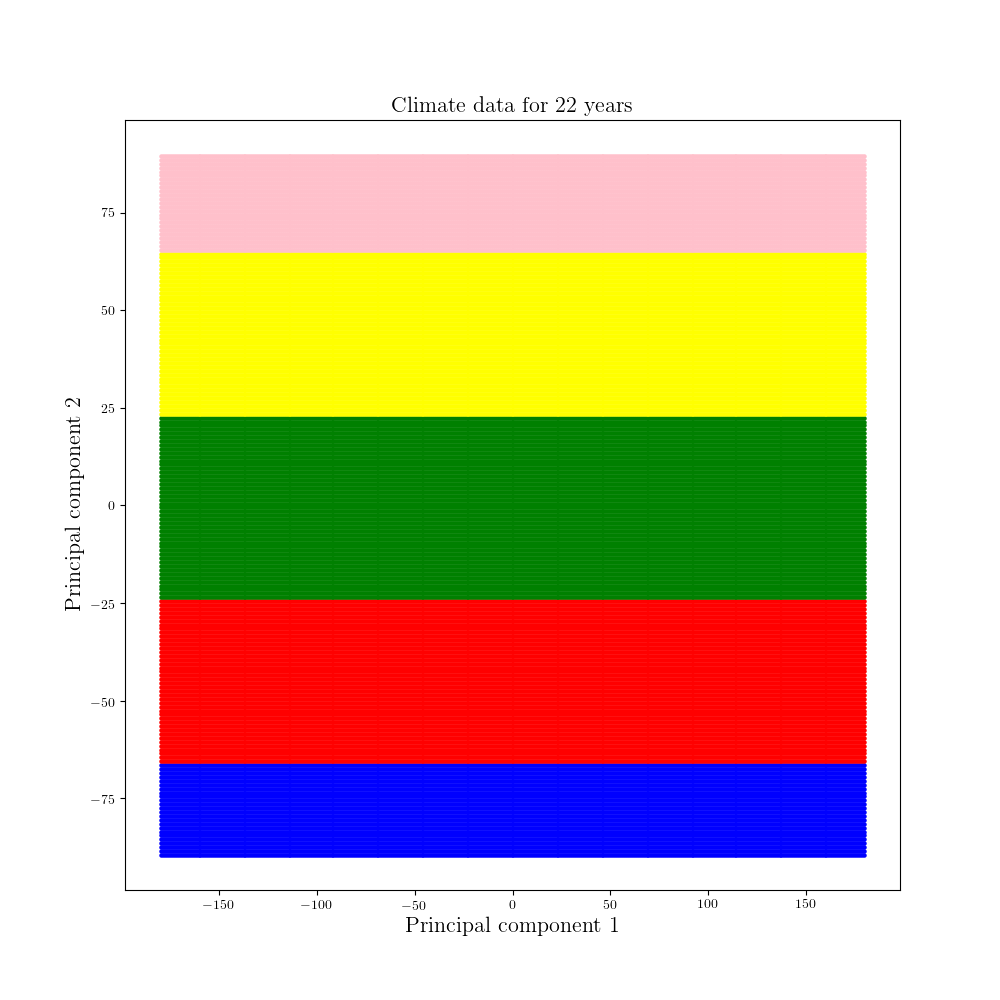 Climate data for 22 years
75
50
25
0
−25
−50
−75
Principal component 2
−150 −100 −50 0 50 100 150
Principal component 1